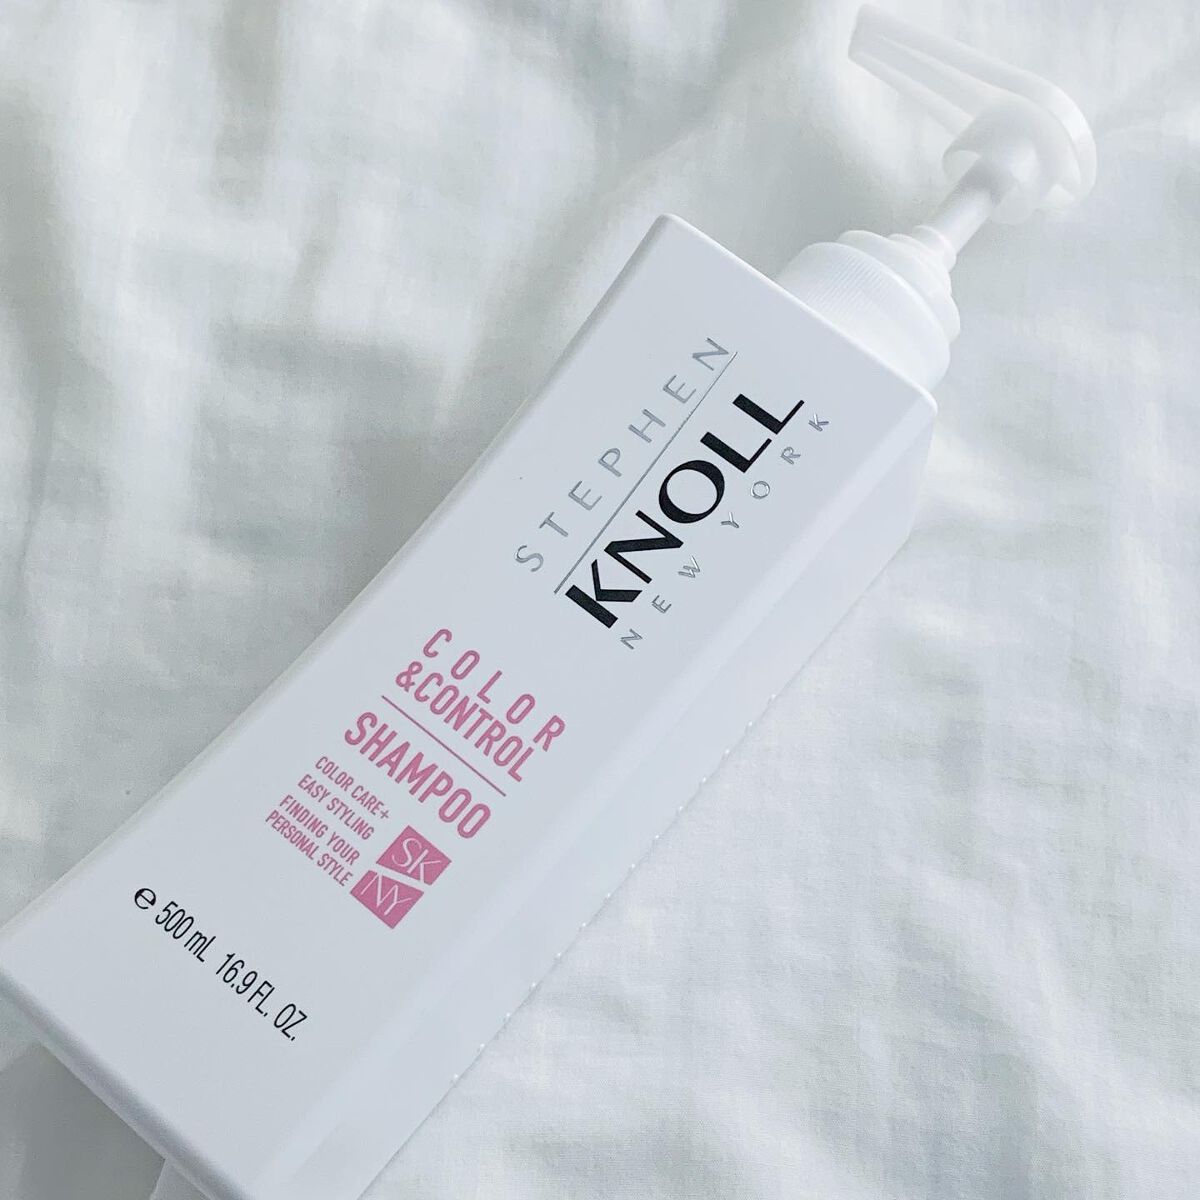 STEPHEN
KNOLL
NEW YORK
COLOR
&CONTROL
SHAMPOO
COLOR CARE+
EASY STYLING
FINDING YOUR
PERSONAL STYLE
SK
NY
℮ 500 mL 16.9 FL. OZ.